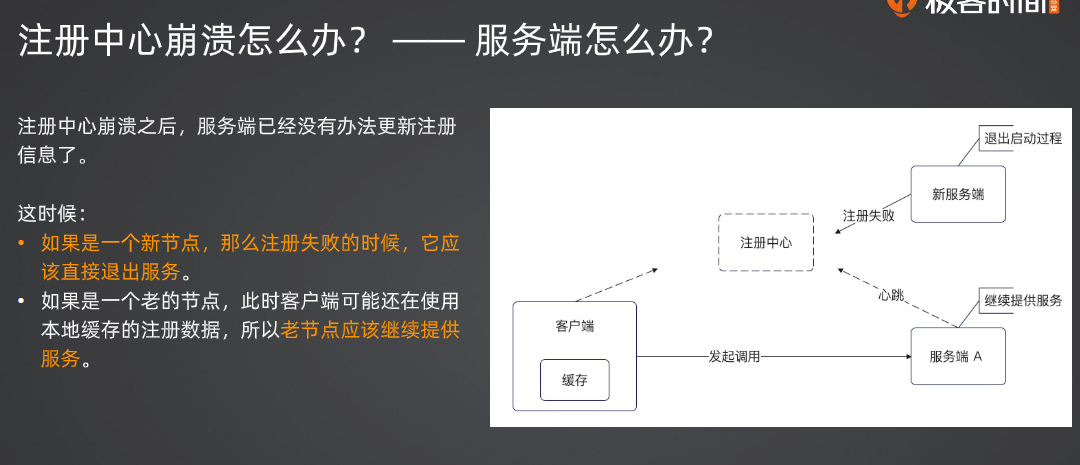 极客时间
注册中心崩溃怎么办？ —— 服务端怎么办？
注册中心崩溃之后，服务端已经没有办法更新注册
信息了。
这时候：
• 如果是一个新节点，那么注册失败的时候，它应
该直接退出服务。
• 如果是一个老的节点，此时客户端可能还在使用
本地缓存的注册数据，所以老节点应该继续提供
服务。
退出启动过程
新服务端
注册失败
注册中心
心跳
继续提供服务
客户端
缓存
发起调用
服务端 A